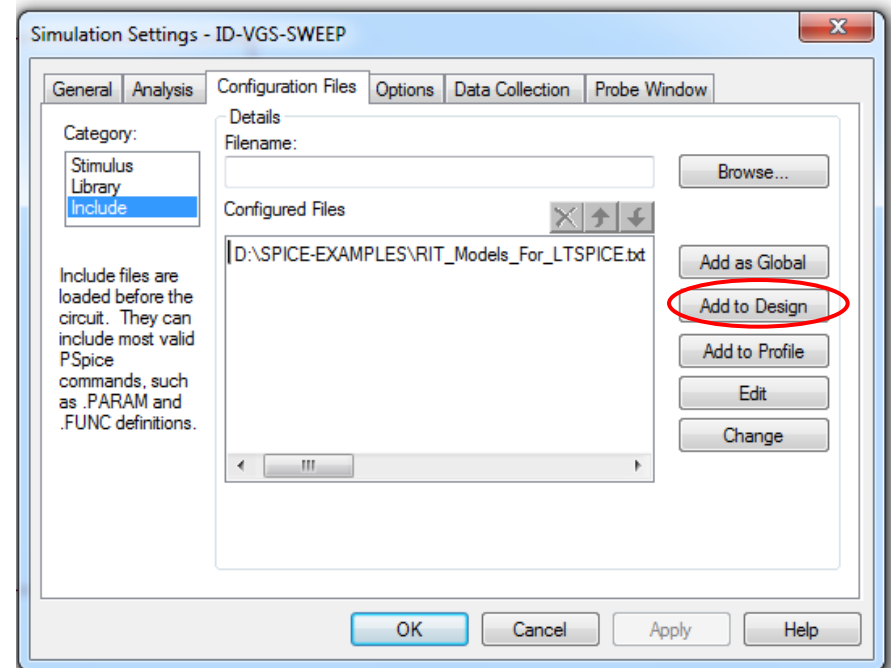 Simulation Settings - ID-VGS-SWEEP
General Analysis Configuration Files Options Data Collection Probe Window
Category:
Stimulus
Library
Include
Include files are
loaded before the
circuit. They can
include most valid
PSpice
commands, such
as .PARAM and
.FUNC definitions.
Details
Filename:
Browse...
Configured Files
D:\SPICE-EXAMPLES\RIT_Models_For_LTSPICE.txt
Add as Global
Add to Design
Add to Profile
Edit
Change
OK Cancel Apply Help